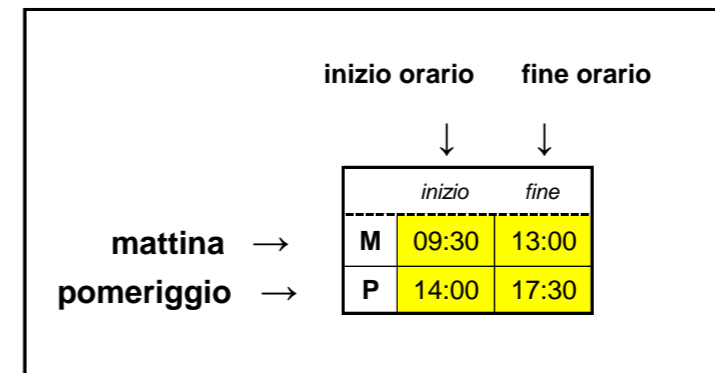 inizio orario fine orario
↓ ↓
inizio fine
mattina → M 09:30 13:00
pomeriggio → P 14:00 17:30